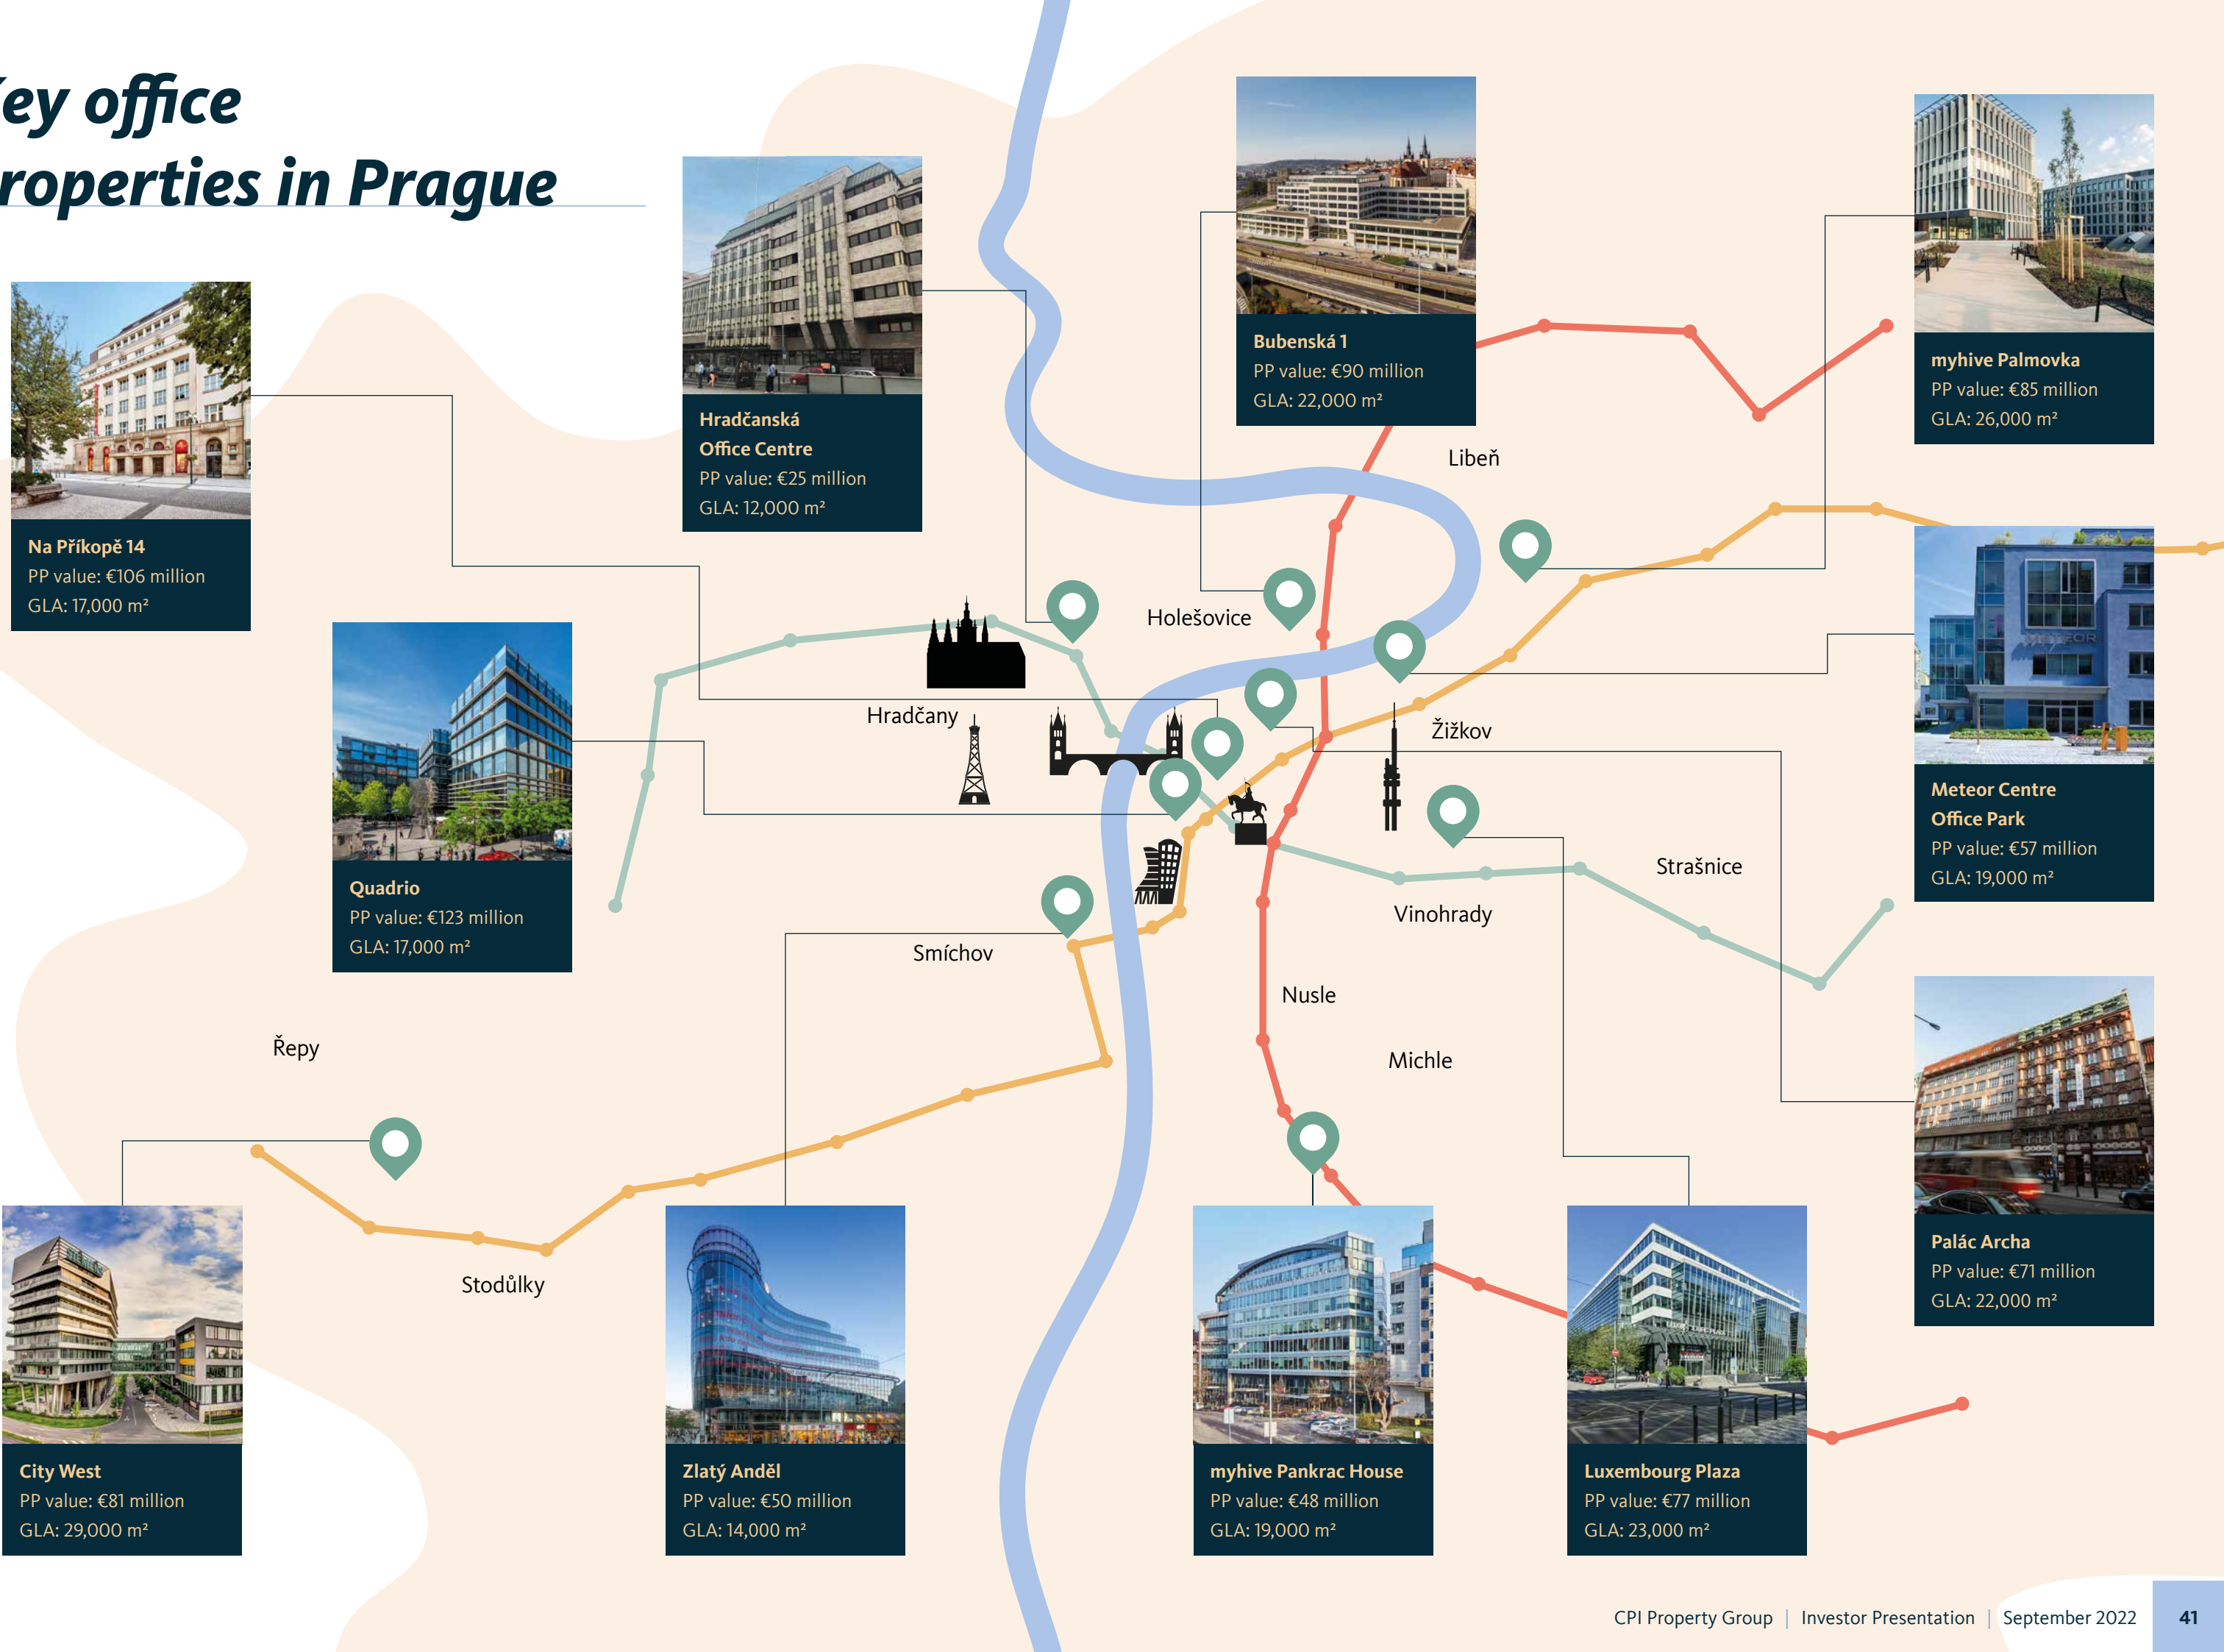 ey office
roperties in Prague
Bubenská 1
PP value: €90 million
GLA: 22,000 m²
myhive Palmovka
PP value: €85 million
GLA: 26,000 m²
Hradčanská
Office Centre
PP value: €25 million
GLA: 12,000 m²
Libeň
Na Příkopě 14
PP value: €106 million
GLA: 17,000 m²
Holešovice
METEOR
Hradčany
Žižkov
Meteor Centre
Office Park
PP value: €57 million
GLA: 19,000 m²
Quadrio
PP value: €123 million
GLA: 17,000 m²
Strašnice
Vinohrady
Smíchov
Nusle
Řepy
Michle
Stodůlky
Palác Archa
PP value: €71 million
GLA: 22,000 m²
City West
PP value: €81 million
GLA: 29,000 m²
Zlatý Anděl
PP value: €50 million
GLA: 14,000 m²
myhive Pankrac House
PP value: €48 million
GLA: 19,000 m²
Luxembourg Plaza
PP value: €77 million
GLA: 23,000 m²
CPI Property Group | Investor Presentation | September 2022 41